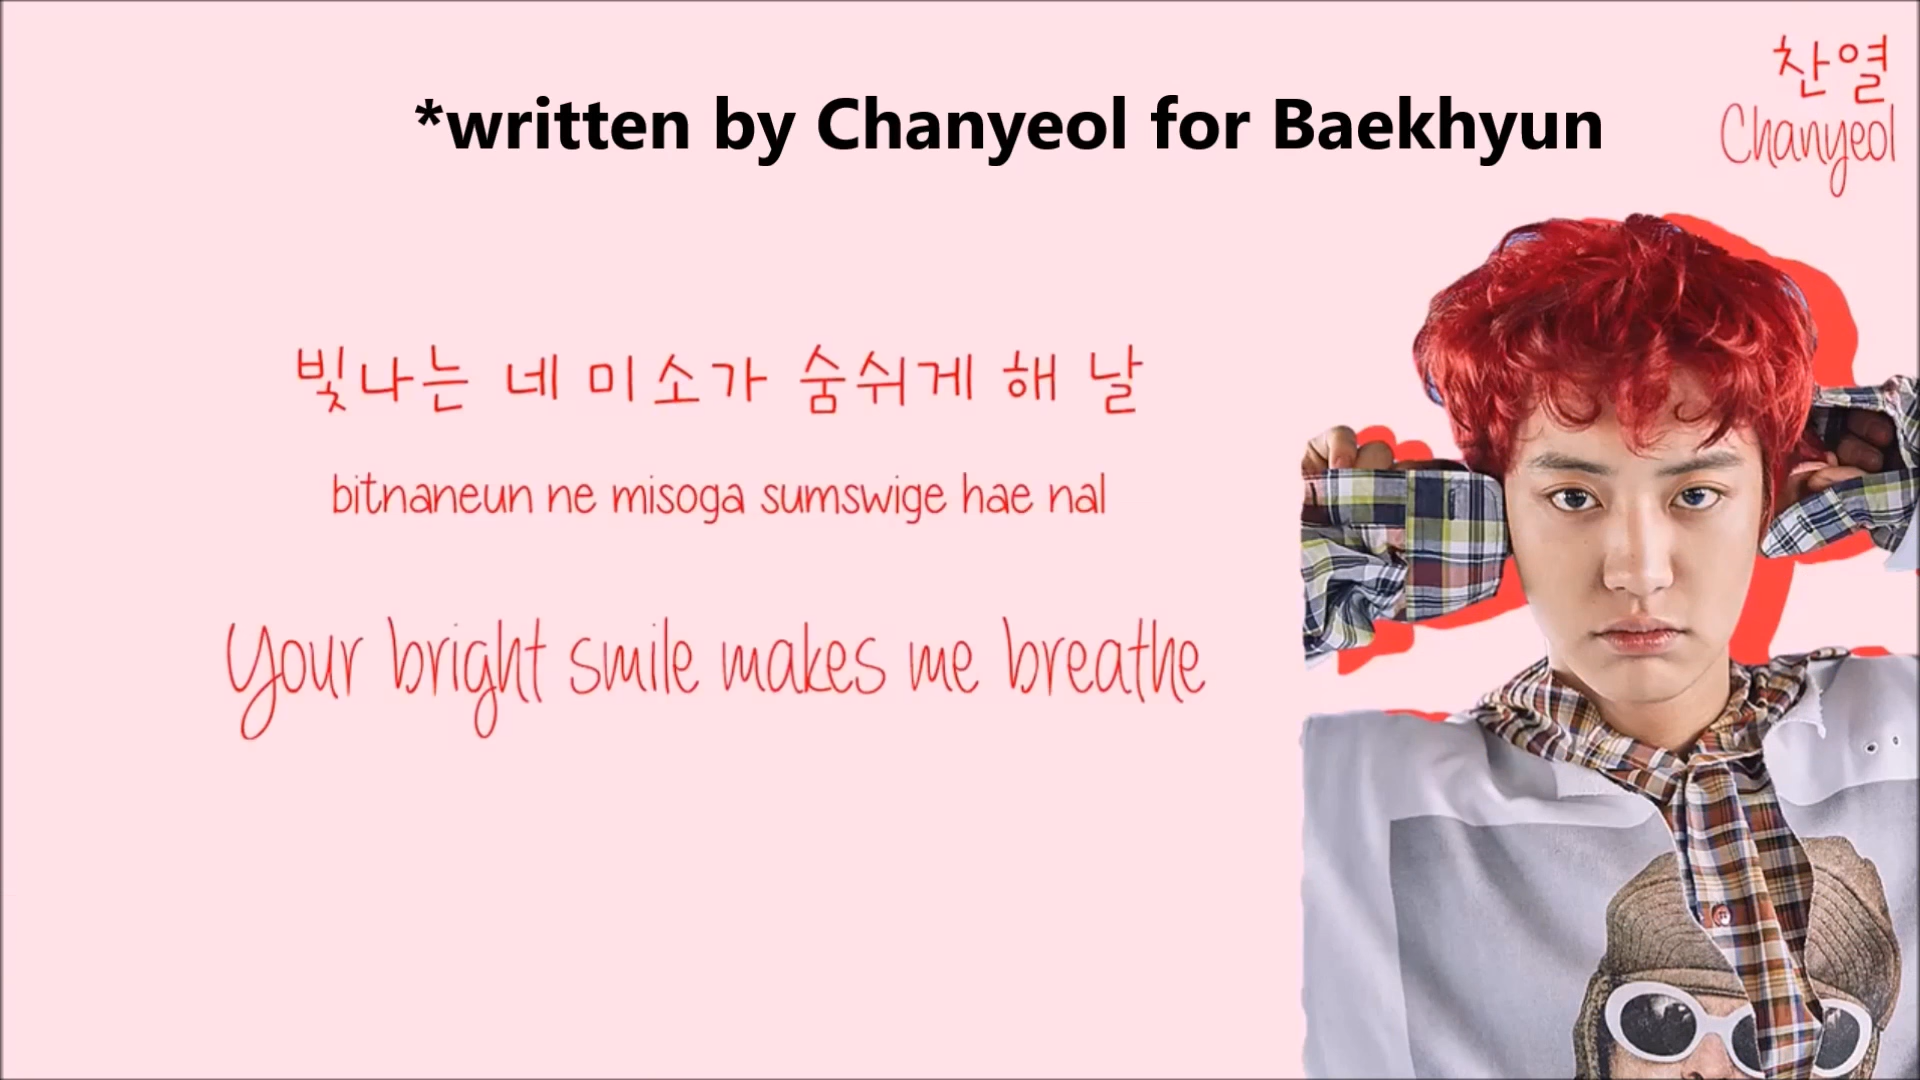 찬열
Chanyeol
*written by Chanyeol for Baekhyun
빛나는 네 미소가 숨쉬게 해 날
bitnaneun ne misoga sumswige hae nal
Your bright smile makes me breathe